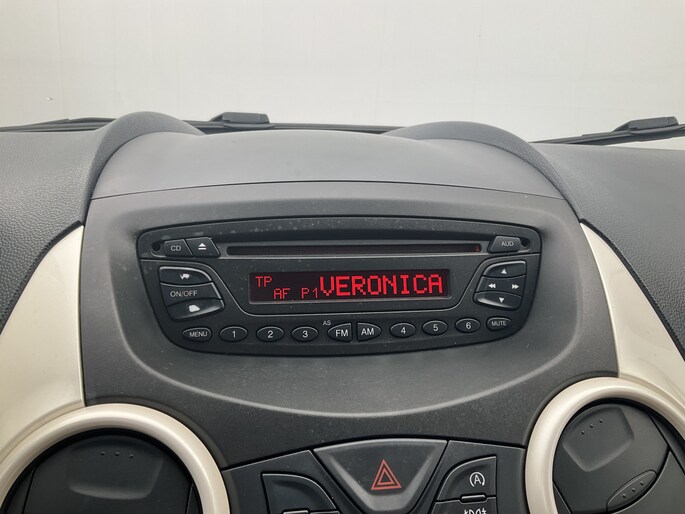 CD AUD
TP
AF P1 VERONICA
ON/OFF
AS
MENU 1 2 3 FM AM 4 5 6 MUTE
A